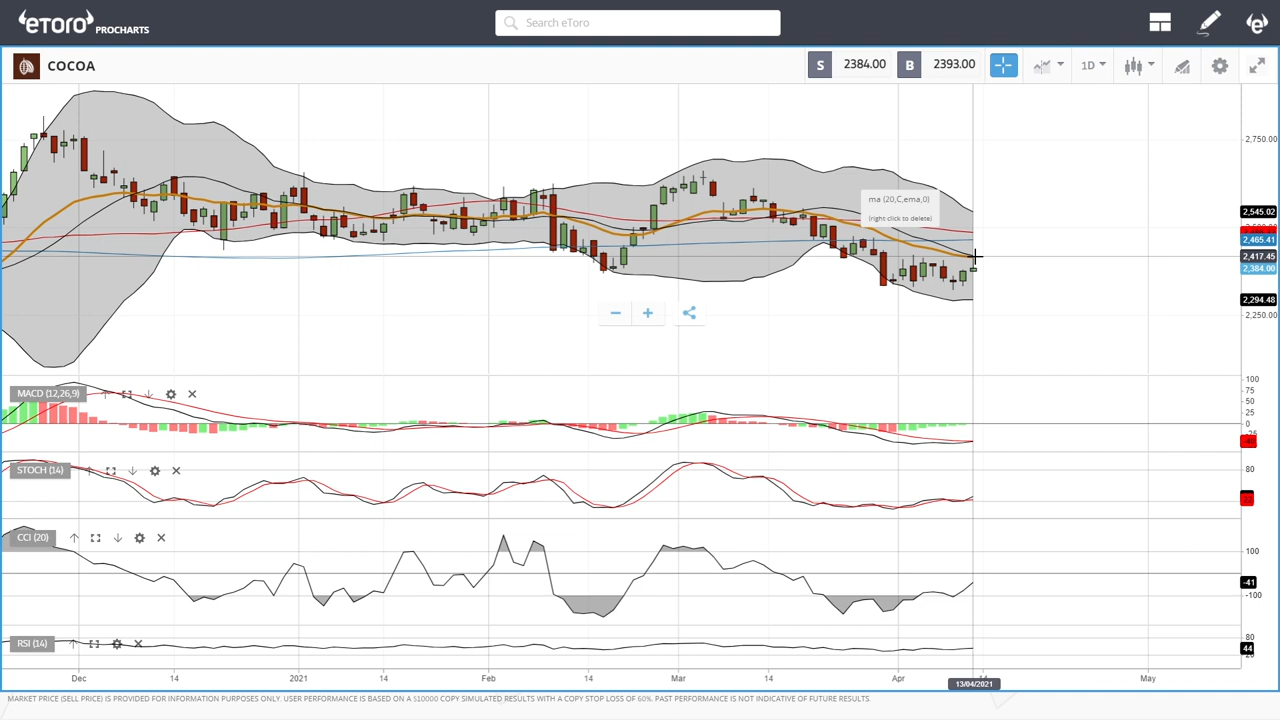 eToro PROCHARTS
Search eToro
COCOA
S 2384.00 B 2393.00
1D
2,750.00
ma (20,C,ema,0)
(right click to delete)
2,545.02
2,465.41
2,417.45
2,384.00
2,294.48
2,250.00
MACD (12,26,9)
100
75
50
25
0
STOCH (14)
80
CCI (20)
100
-41
-100
RSI (14)
80
44
Dec 14 2021 14 Feb 14 Mar 14 Apr 14 May
13/04/2021
MARKET PRICE (SELL PRICE) IS PROVIDED FOR INFORMATION PURPOSES ONLY. USER PERFORMANCE IS BASED ON A $10000 COPY SIMULATED RESULTS WITH A COPY STOP LOSS OF 60%. PAST PERFORMANCE IS NOT INDICATIVE OF FUTURE RESULTS.